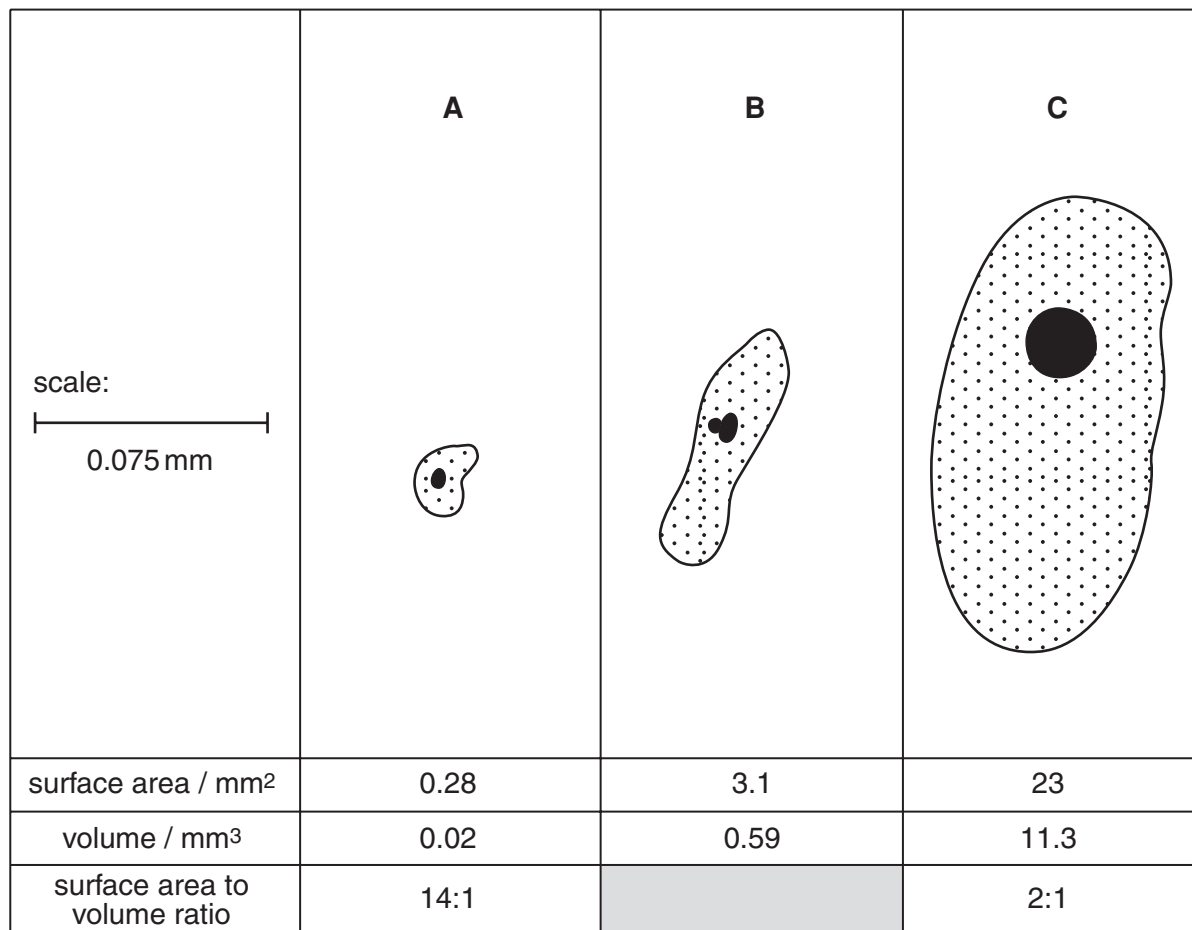 A
B
C
scale:
0.075 mm
surface area / mm²
0.28
3.1
23
volume / mm³
0.02
0.59
11.3
surface area to
volume ratio
14:1
2:1